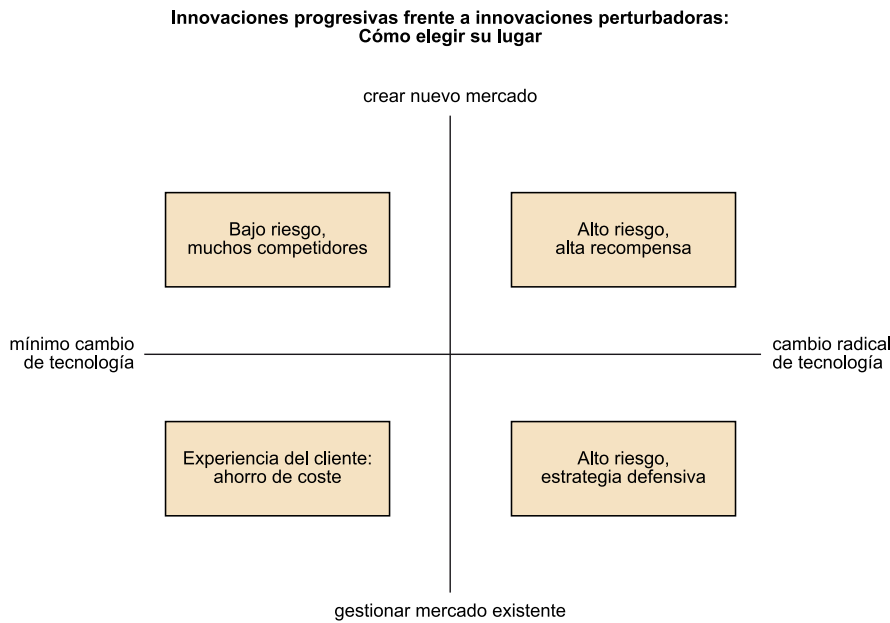 Innovaciones progresivas frente a innovaciones perturbadoras:
Cómo elegir su lugar
crear nuevo mercado
Bajo riesgo,
muchos competidores
Alto riesgo,
alta recompensa
mínimo cambio
de tecnología
cambio radical
de tecnología
Experiencia del cliente:
ahorro de coste
Alto riesgo,
estrategia defensiva
gestionar mercado existente